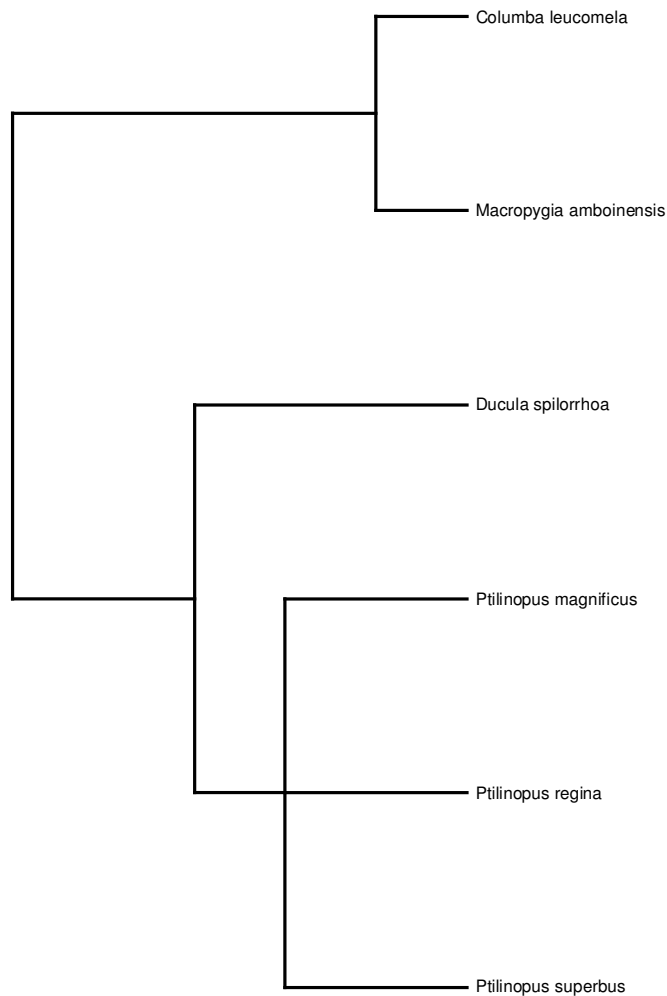 Columba leucomela
Macropygia amboinensis
Ducula spilorrhoa
Ptilinopus magnificus
Ptilinopus regina
Ptilinopus superbus